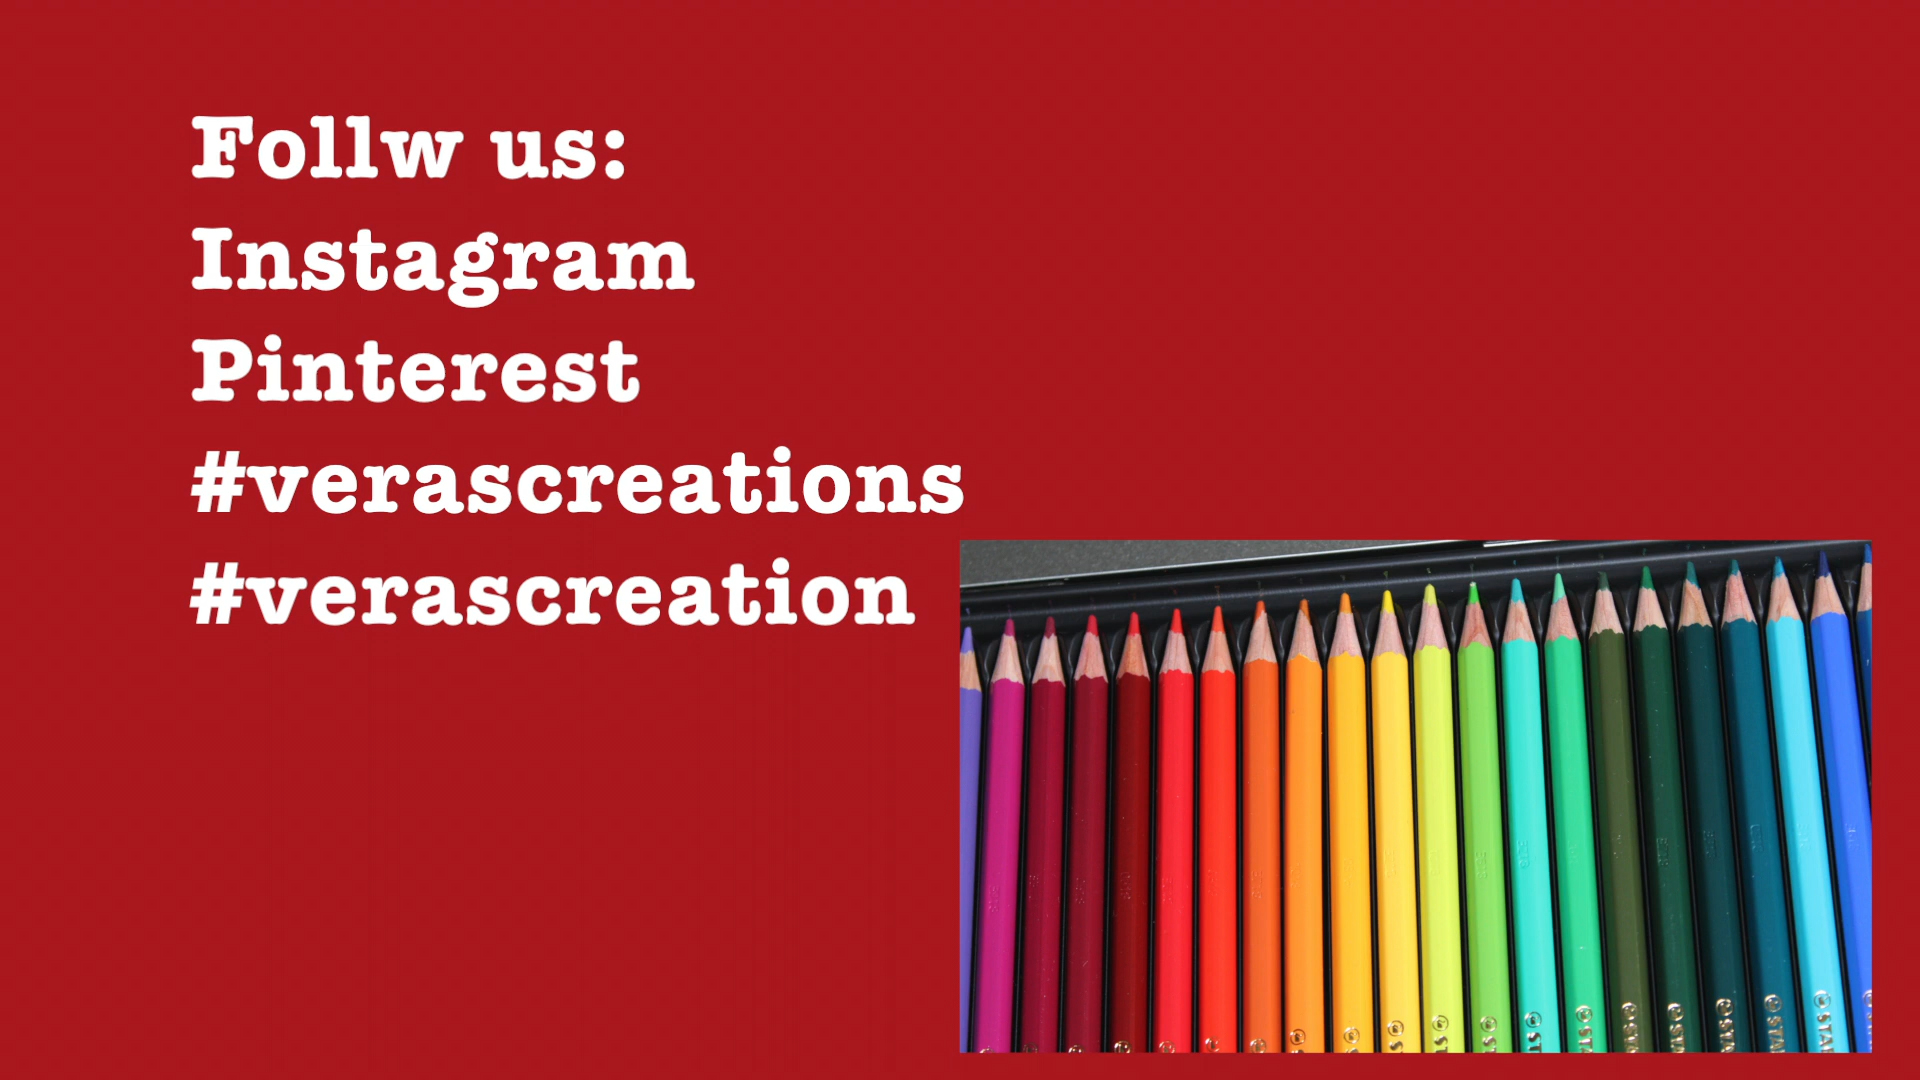 Follw us:
Instagram
Pinterest
#verascreations
#verascreation